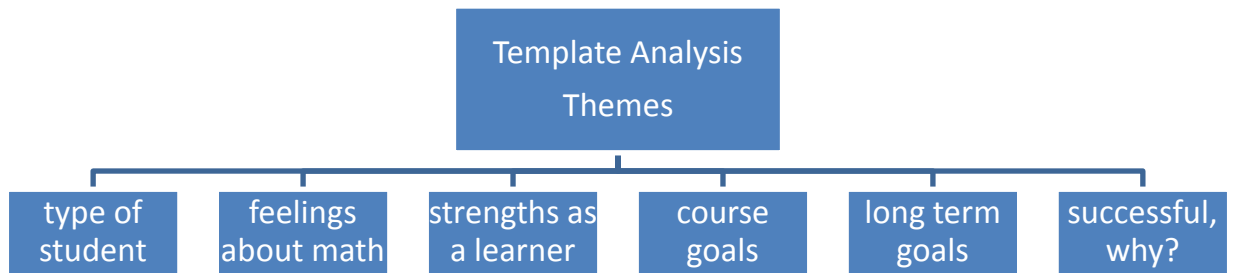 Template Analysis
Themes
type of
student
feelings
about math
strengths as
a learner
course
goals
long term
goals
successful,
why?